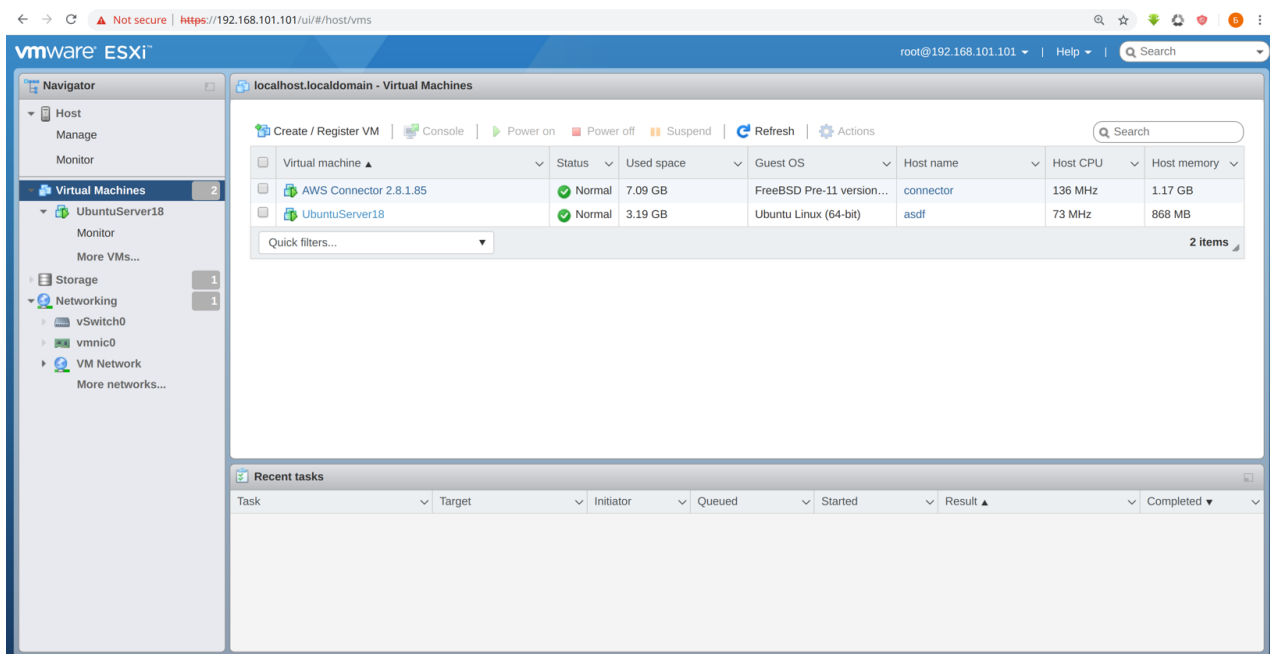 Not secure | https://192.168.101.101/ui/#/host/vms
Б
vmware ESXi™
root@192.168.101.101 | Help | Search
Navigator
Host
Manage
Monitor
Virtual Machines 2
UbuntuServer18
Monitor
More VMs...
Storage 1
Networking 1
vSwitch0
vmnic0
VM Network
More networks...
localhost.localdomain - Virtual Machines
Create / Register VM | Console | Power on Power off Suspend | Refresh | Actions Search
Virtual machine Status Used space Guest OS Host name Host CPU Host memory
AWS Connector 2.8.1.85 Normal 7.09 GB FreeBSD Pre-11 version... connector 136 MHz 1.17 GB
UbuntuServer18 Normal 3.19 GB Ubuntu Linux (64-bit) asdf 73 MHz 868 MB
Quick filters... 2 items
Recent tasks
Task Target Initiator Queued Started Result Completed